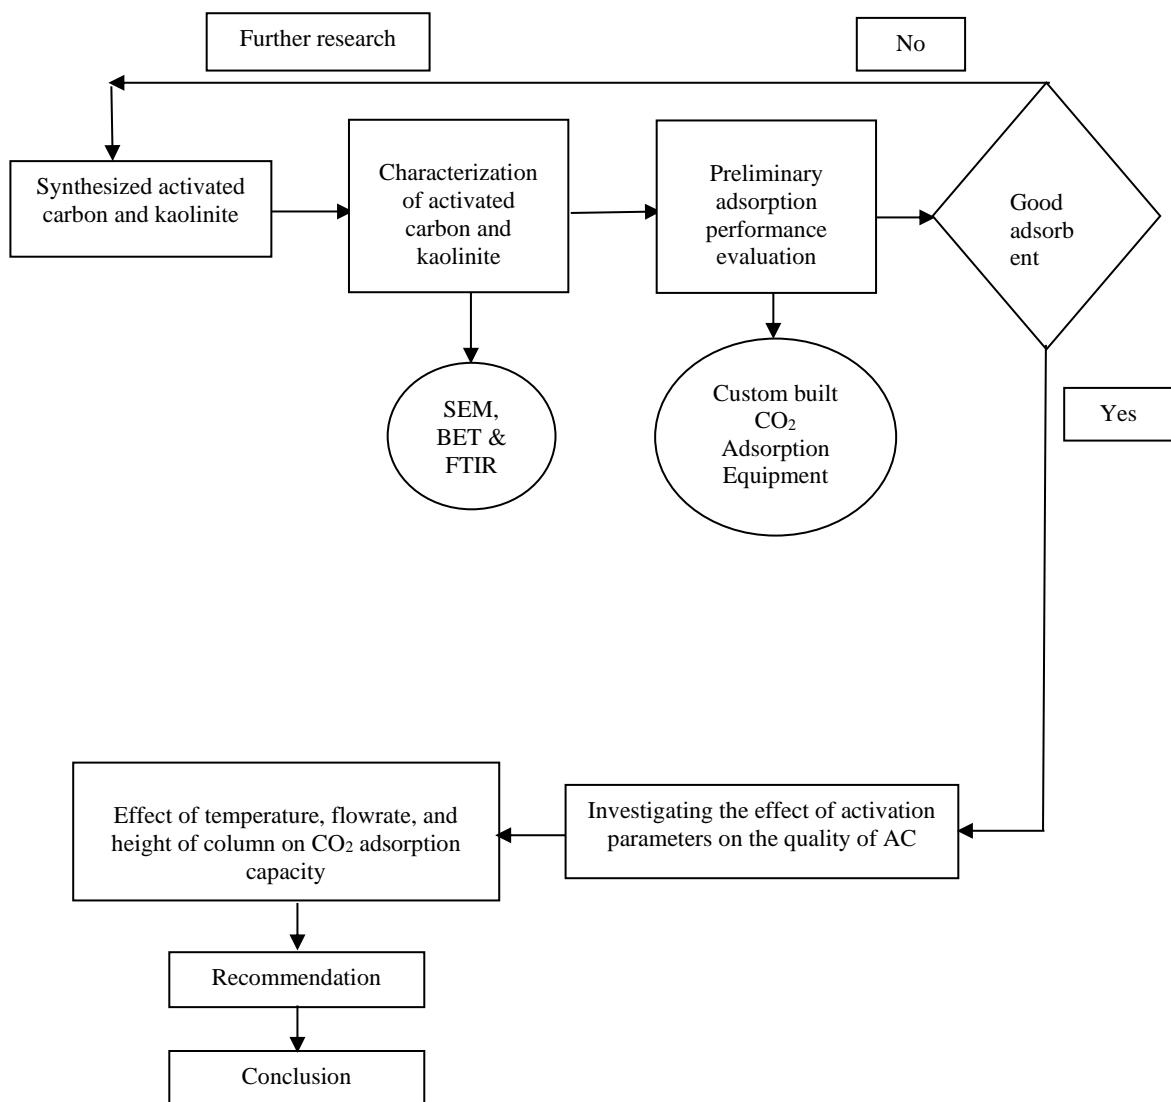 Further research
No
Synthesized activated
carbon and kaolinite
Characterization
of activated
carbon and
kaolinite
Preliminary
adsorption
performance
evaluation
Good
adsorb
ent
SEM,
BET &
FTIR
Custom built
CO₂
Adsorption
Equipment
Yes
Effect of temperature, flowrate, and
height of column on CO₂ adsorption
capacity
Investigating the effect of activation
parameters on the quality of AC
Recommendation
Conclusion